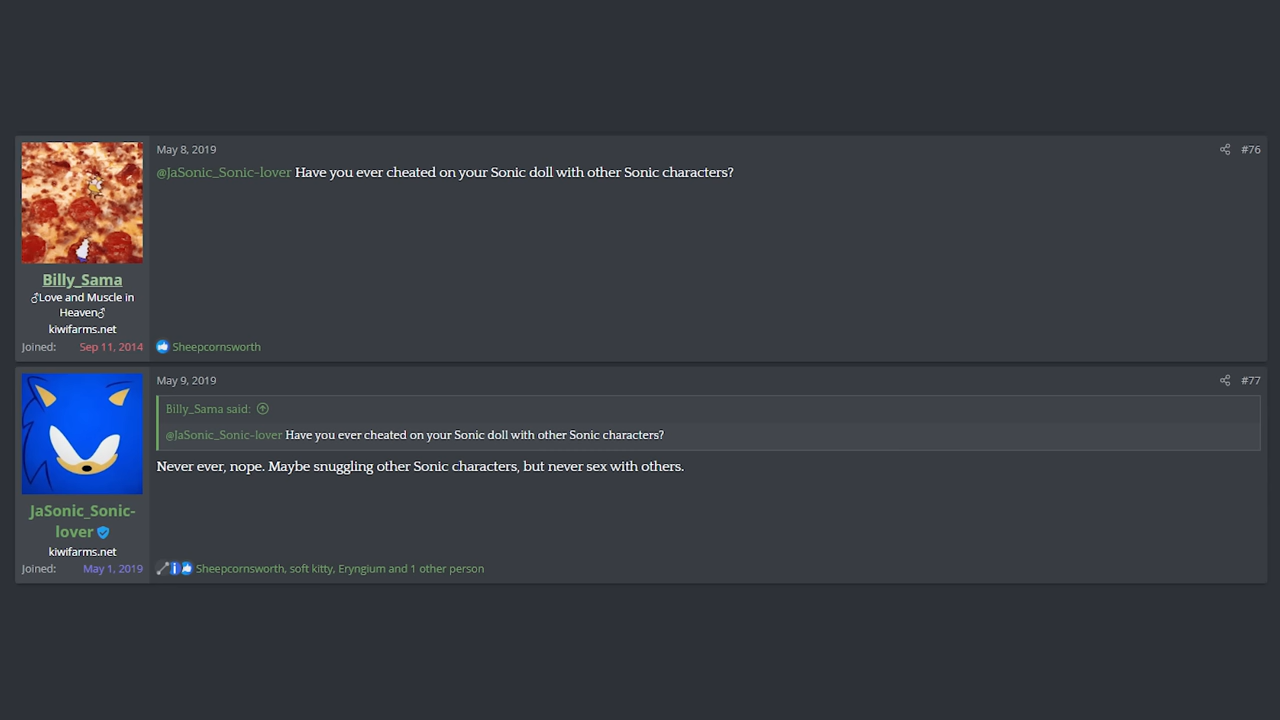 May 8, 2019
#76
@JaSonic_Sonic-lover Have you ever cheated on your Sonic doll with other Sonic characters?
Billy_Sama
♂Love and Muscle in
Heaven♂
kiwifarms.net
Joined: Sep 11, 2014
Sheepcornsworth
May 9, 2019
#77
Billy_Sama said:
@JaSonic_Sonic-lover Have you ever cheated on your Sonic doll with other Sonic characters?
Never ever, nope. Maybe snuggling other Sonic characters, but never sex with others.
JaSonic_Sonic-
lover
kiwifarms.net
Joined: May 1, 2019
Sheepcornsworth, soft kitty, Eryngium and 1 other person